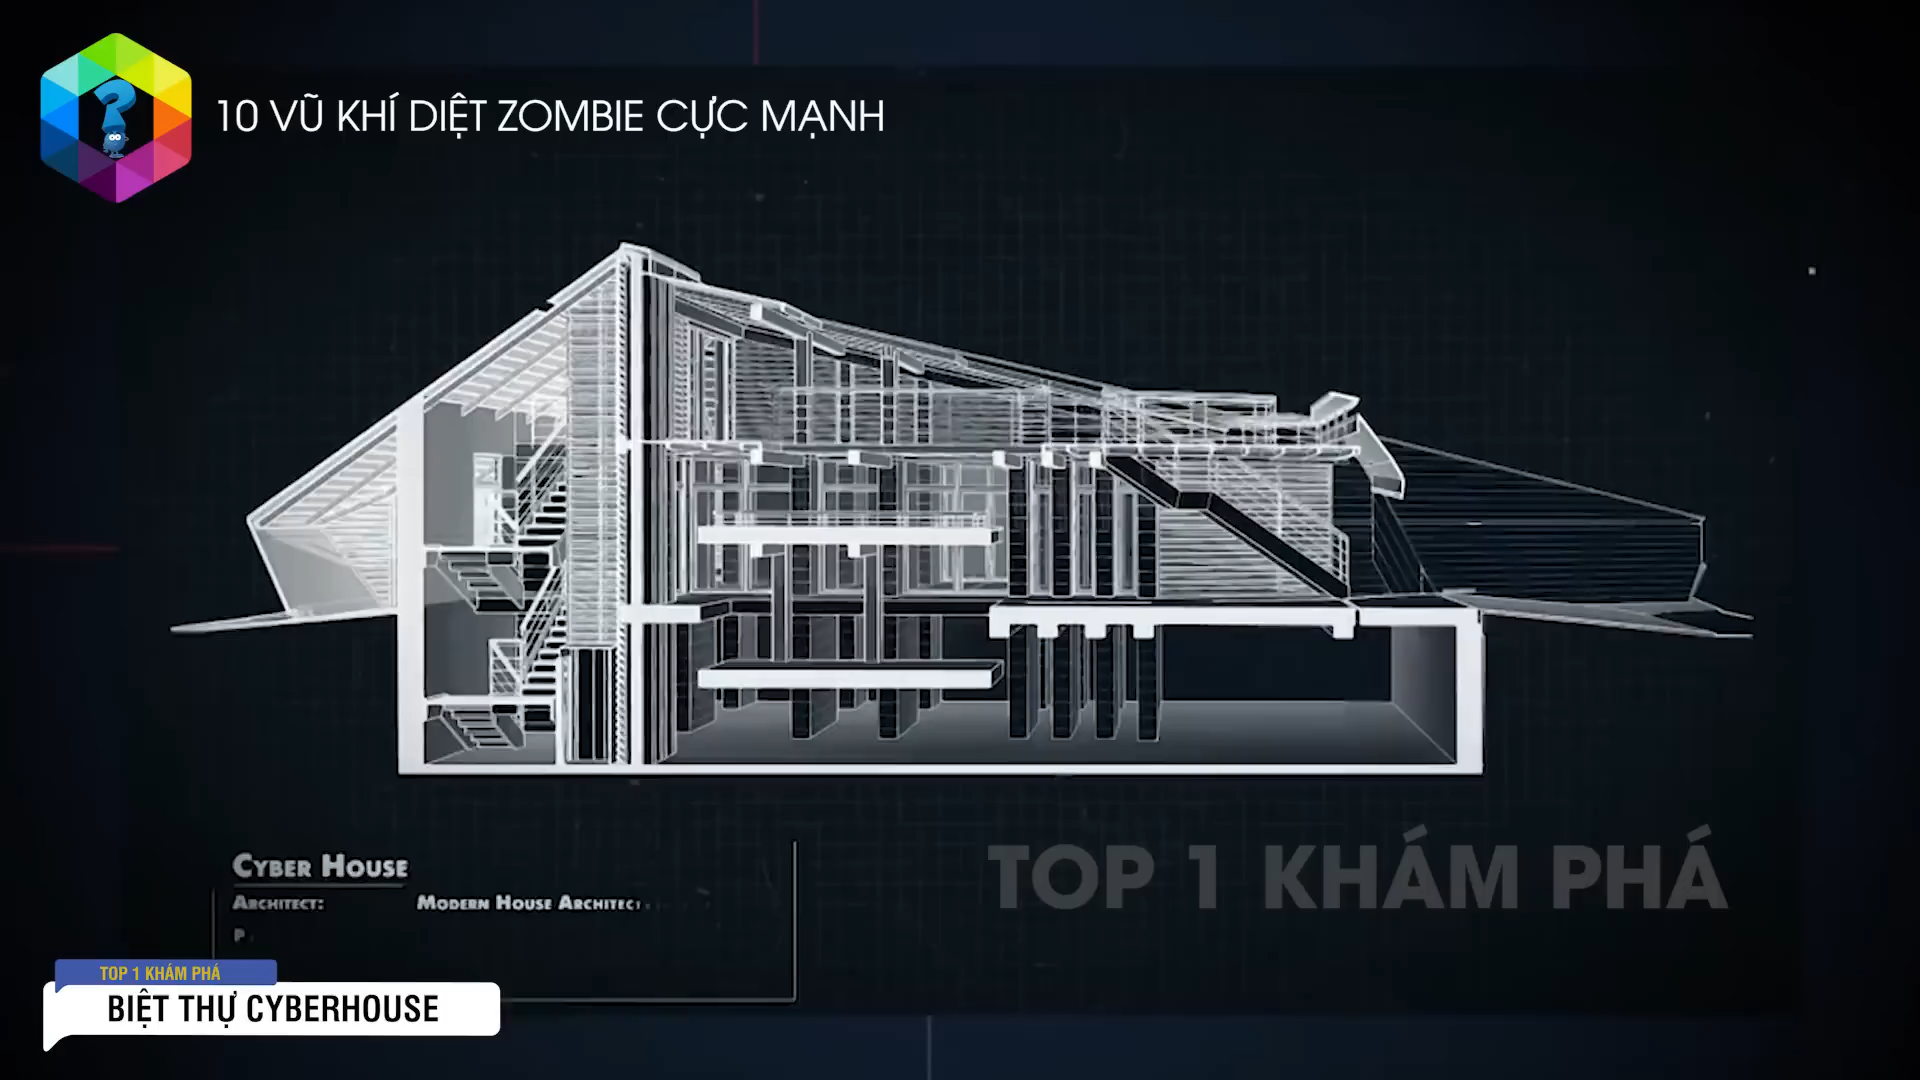 10 VŨ KHÍ DIỆT ZOMBIE CỰC MẠNH
CYBER HOUSE
ARCHITECT: MODERN HOUSE ARCHITECT
P
TOP 1 KHÁM PHÁ
TOP 1 KHÁM PHÁ
BIỆT THỰ CYBERHOUSE